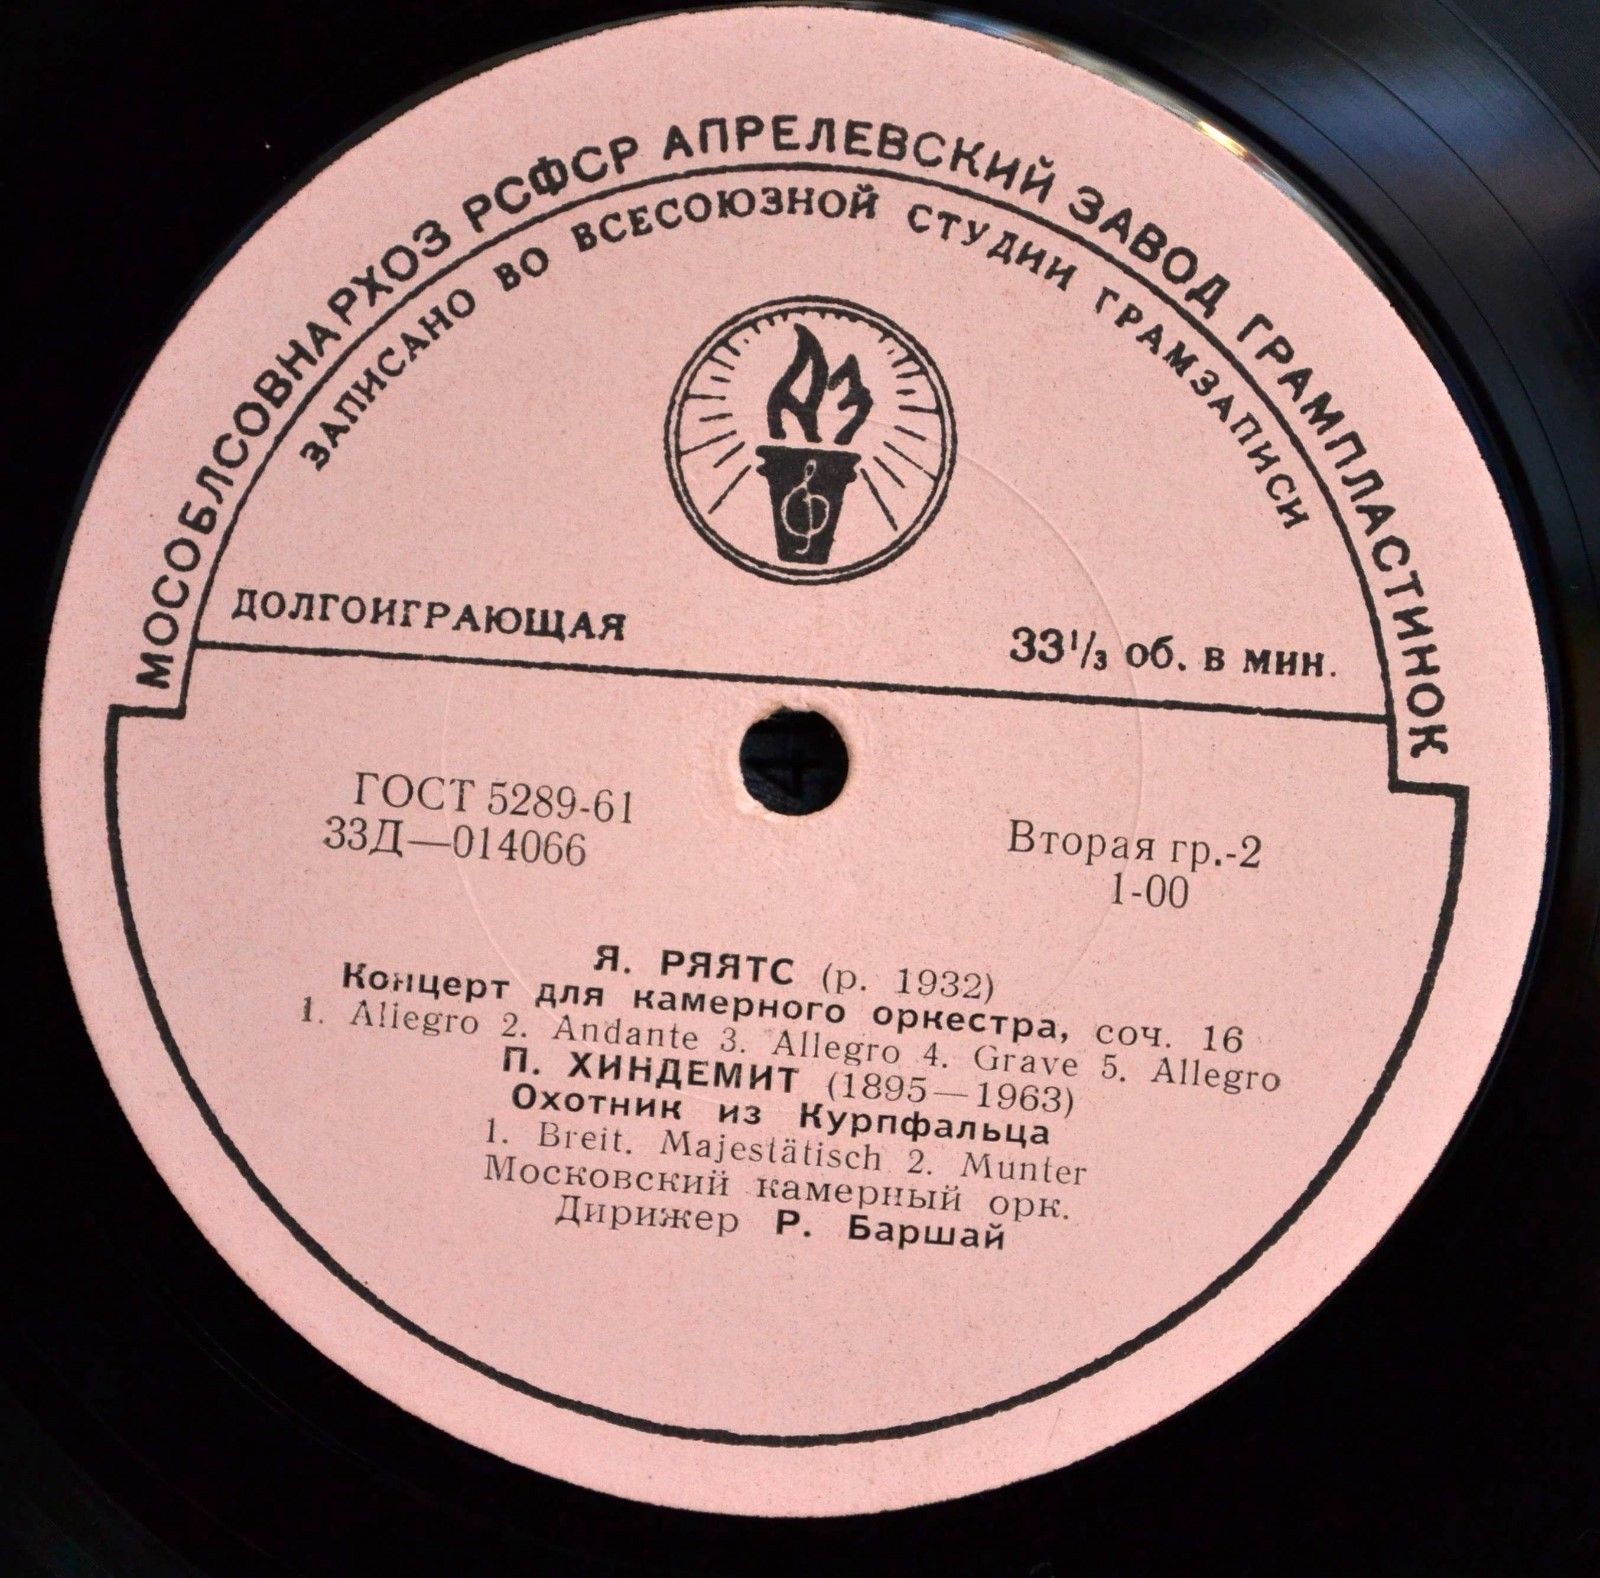 МОСОБЛСОВНАРХОЗ РСФСР АПРЕЛЕВСКИЙ ЗАВОД ГРАМПЛАСТИНОК
ЗАПИСАНО ВО ВСЕСОЮЗНОЙ СТУДИИ ГРАМЗАПИСИ
АЗ
ДОЛГОИГРАЮЩАЯ
33⅓ об. в мин.
ГОСТ 5289-61
33Д—014066
Вторая гр.-2
1-00
Я. РЯЯТС (р. 1932)
Концерт для камерного оркестра, соч. 16
1. Allegro 2. Andante 3. Allegro 4. Grave 5. Allegro
П. ХИНДЕМИТ (1895—1963)
Охотник из Курпфальца
1. Breit. Majestätisch 2. Munter
Московский камерный орк.
Дирижер Р. Баршай